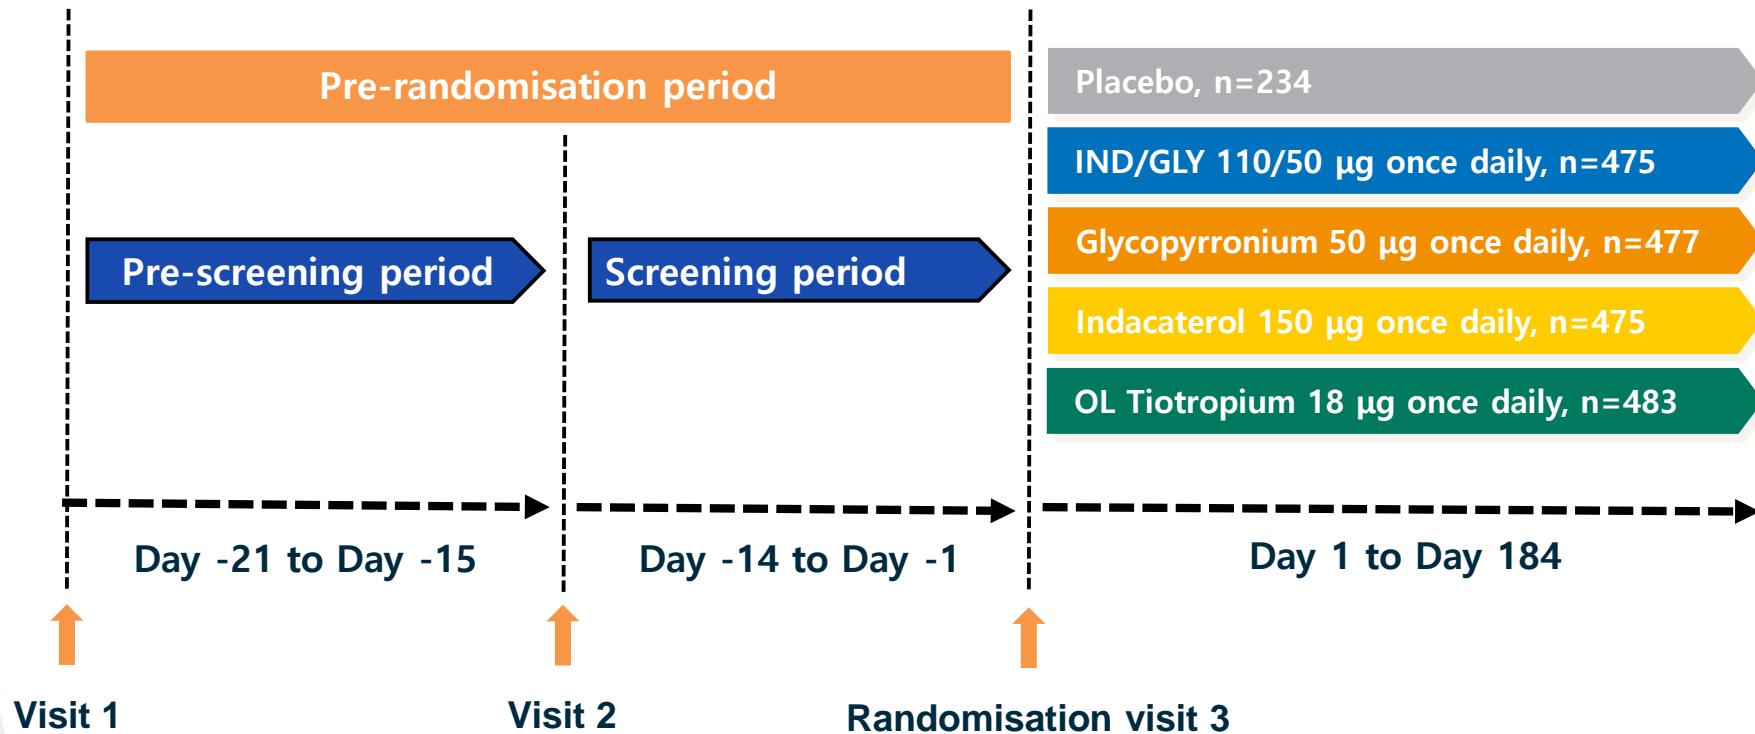 Pre-randomisation period
Pre-screening period
Screening period
Placebo, n=234
IND/GLY 110/50 µg once daily, n=475
Glycopyrronium 50 µg once daily, n=477
Indacaterol 150 µg once daily, n=475
OL Tiotropium 18 µg once daily, n=483
Day -21 to Day -15
Day -14 to Day -1
Day 1 to Day 184
Visit 1
Visit 2
Randomisation visit 3